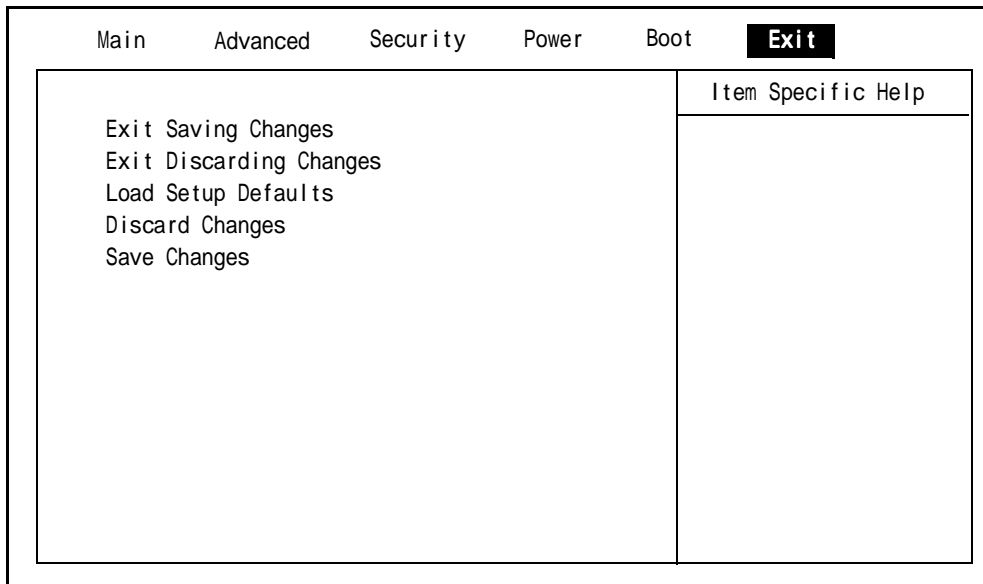 Main Advanced Security Power Boot Exit
Item Specific Help
Exit Saving Changes
Exit Discarding Changes
Load Setup Defaults
Discard Changes
Save Changes